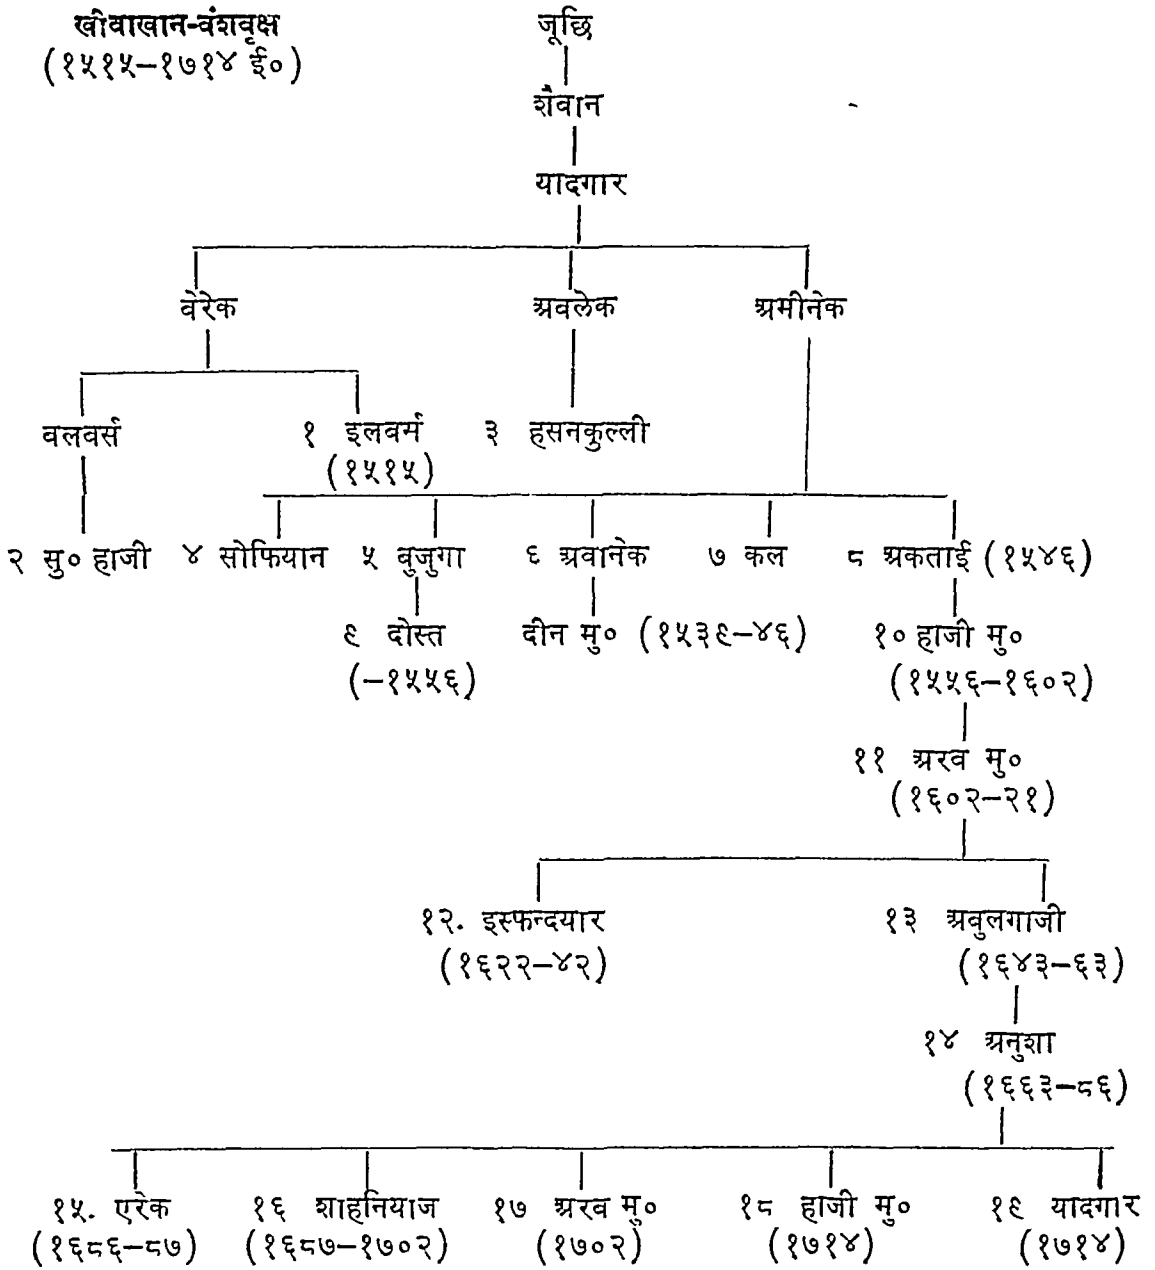 खीवाखान-वंशवृक्ष
(१५१५–१७१४ ई०)
जूछि
शैवान
यादगार
वेरेक अवलेक अमीनेक
वलवर्स १ इलवर्म ३ हसनकुल्ली
(१५१५)
२ सु० हाजी ४ सोफियान ५ वुजुगा ६ अवानेक ७ कल ८ अकताई (१५४६)
९ दोस्त दीन मु० (१५३९–४६) १० हाजी मु०
(–१५५६) (१५५६–१६०२)
११ अरव मु०
(१६०२–२१)
१२. इस्फन्दयार १३ अवुलगाजी
(१६२२–४२) (१६४३–६३)
१४ अनुशा
(१६६३–८६)
१५. एरेक १६ शाहनियाज १७ अरव मु० १८ हाजी मु० १९ यादगार
(१६८६–८७) (१६८७–१७०२) (१७०२) (१७१४) (१७१४)